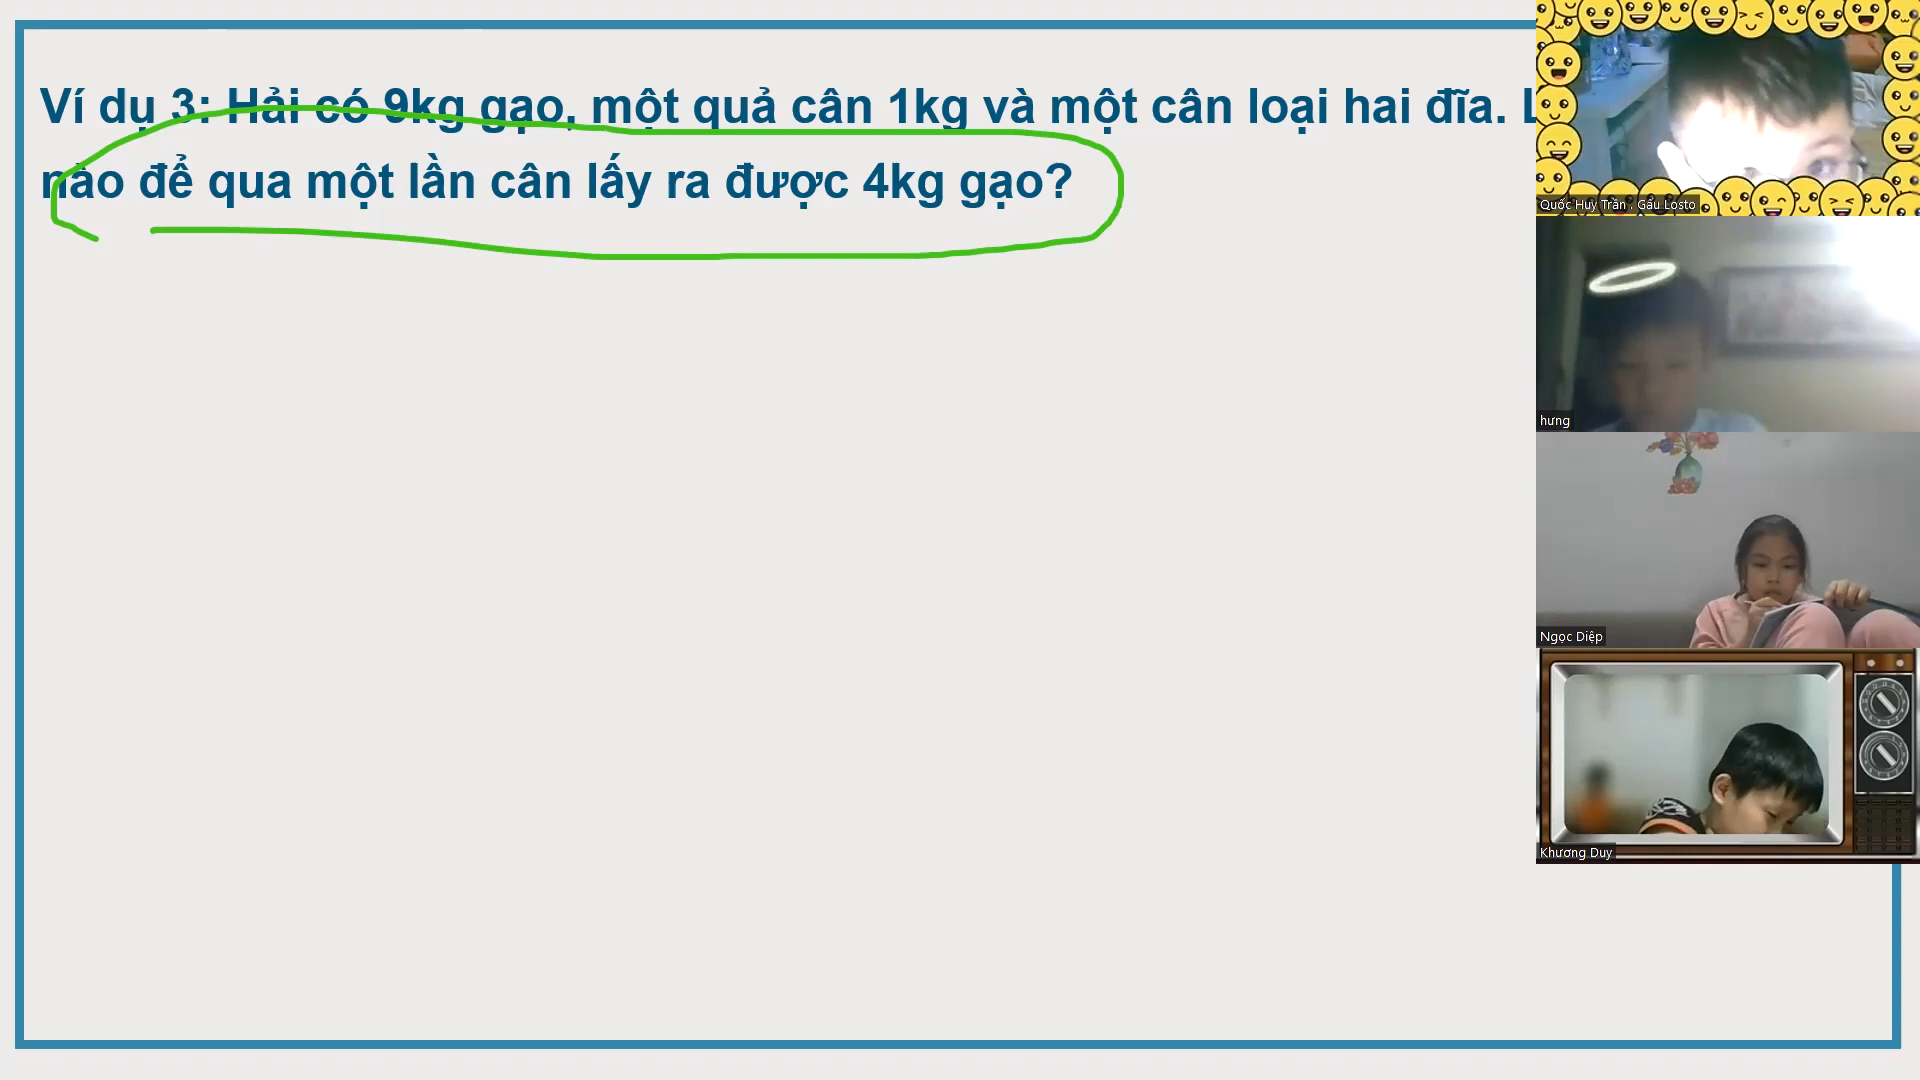 Ví dụ 3: Hải có 9kg gạo, một quả cân 1kg và một cân loại hai đĩa.
nào để qua một lần cân lấy ra được 4kg gạo?
Quốc Huy Trần . Gấu Losto
hưng
Ngọc Diệp
Khương Duy